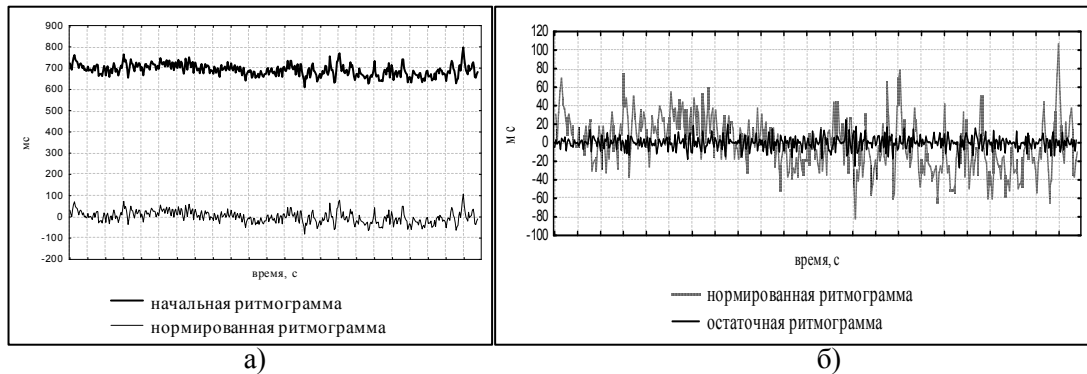 900
800
700
600
500
400
300
200
100
0
-100
-200
мс
время, с
начальная ритмограмма
нормированная ритмограмма
а)
120
100
80
60
40
20
0
-20
-40
-60
-80
-100
м с
время, с
нормированная ритмограмма
остаточная ритмограмма
б)